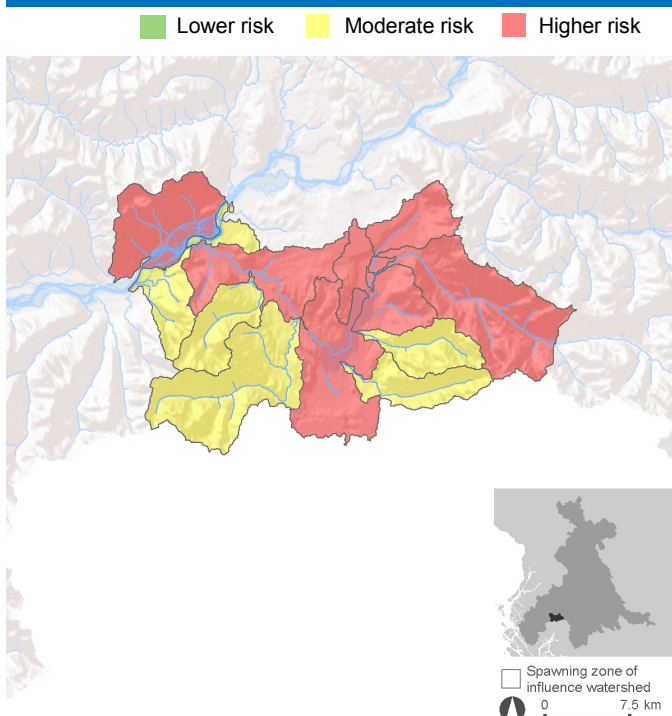 Lower risk Moderate risk Higher risk
Spawning zone of
influence watershed
0 7.5 km